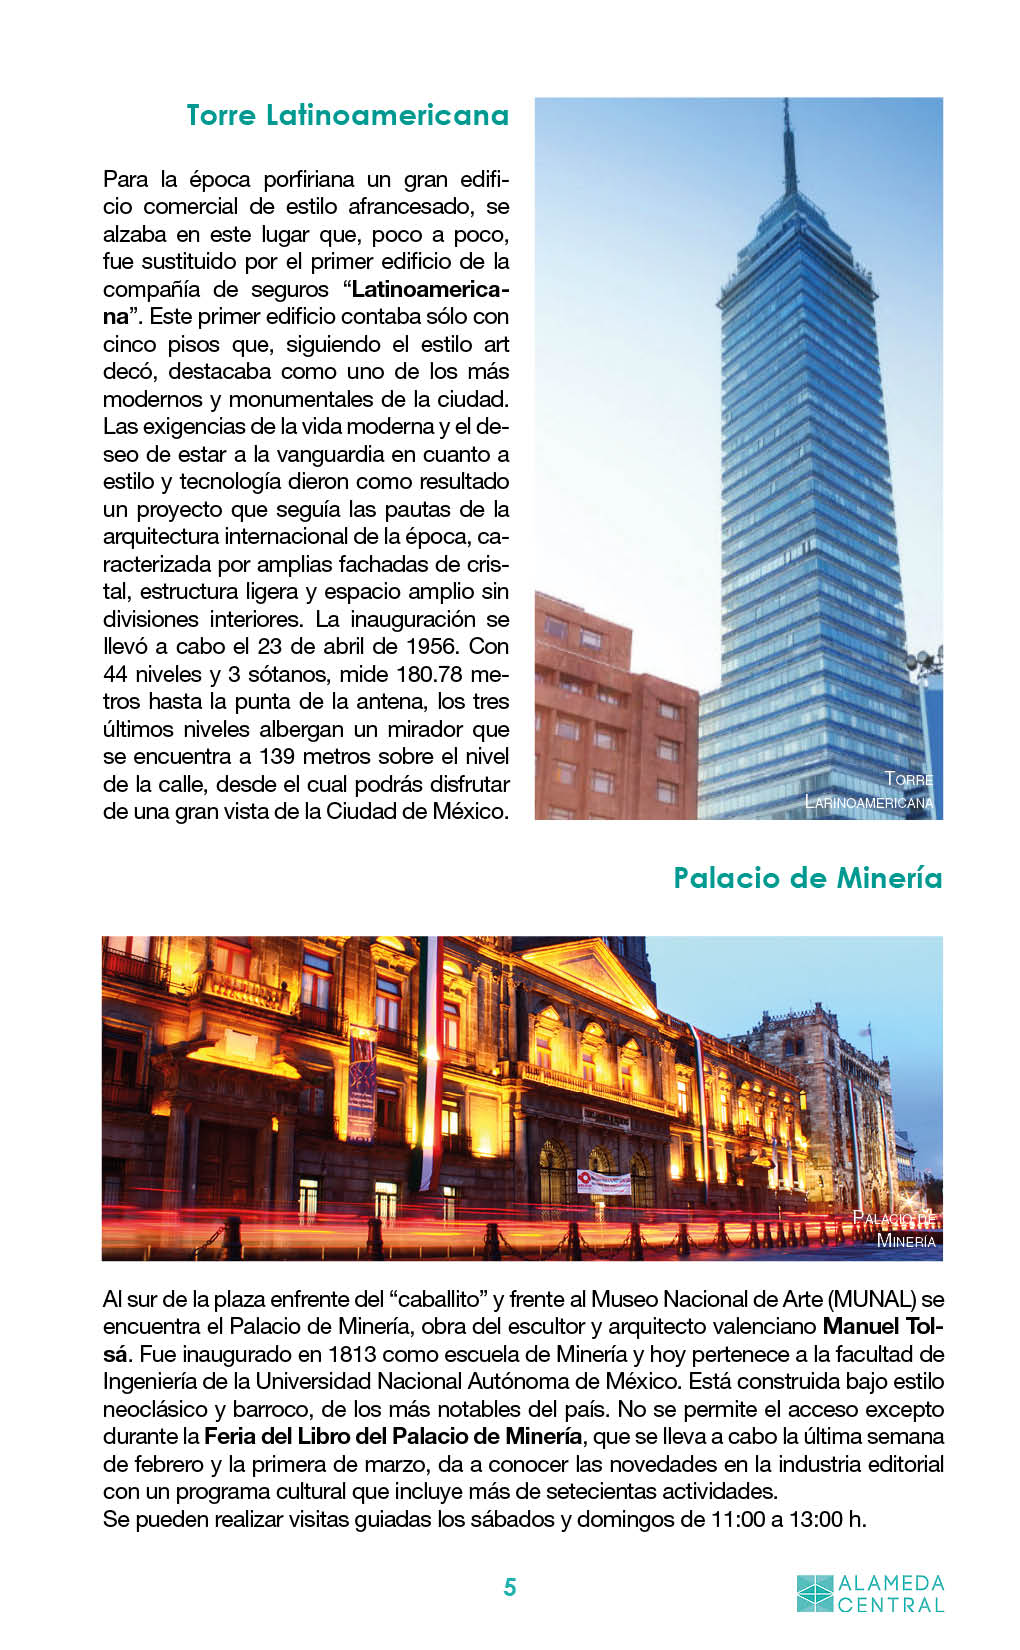 Torre Latinoamericana
Para la época porfiriana un gran edifi-
cio comercial de estilo afrancesado, se
alzaba en este lugar que, poco a poco,
fue sustituido por el primer edificio de la
compañía de seguros “Latinoamerica-
na”. Este primer edificio contaba sólo con
cinco pisos que, siguiendo el estilo art
decó, destacaba como uno de los más
modernos y monumentales de la ciudad.
Las exigencias de la vida moderna y el de-
seo de estar a la vanguardia en cuanto a
estilo y tecnología dieron como resultado
un proyecto que seguía las pautas de la
arquitectura internacional de la época, ca-
racterizada por amplias fachadas de cris-
tal, estructura ligera y espacio amplio sin
divisiones interiores. La inauguración se
llevó a cabo el 23 de abril de 1956. Con
44 niveles y 3 sótanos, mide 180.78 me-
tros hasta la punta de la antena, los tres
últimos niveles albergan un mirador que
se encuentra a 139 metros sobre el nivel
de la calle, desde el cual podrás disfrutar
de una gran vista de la Ciudad de México.
Torre
Larinoamericana
Palacio de Minería
Palacio de
Minería
Al sur de la plaza enfrente del “caballito” y frente al Museo Nacional de Arte (MUNAL) se
encuentra el Palacio de Minería, obra del escultor y arquitecto valenciano Manuel Tol-
sá. Fue inaugurado en 1813 como escuela de Minería y hoy pertenece a la facultad de
Ingeniería de la Universidad Nacional Autónoma de México. Está construida bajo estilo
neoclásico y barroco, de los más notables del país. No se permite el acceso excepto
durante la Feria del Libro del Palacio de Minería, que se lleva a cabo la última semana
de febrero y la primera de marzo, da a conocer las novedades en la industria editorial
con un programa cultural que incluye más de setecientas actividades.
Se pueden realizar visitas guiadas los sábados y domingos de 11:00 a 13:00 h.
5
ALAMEDA
CENTRAL